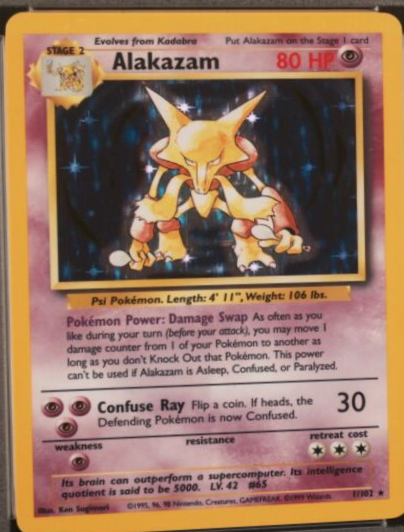 Evolves from Kadabra Put Alakazam on the Stage 1 card
STAGE 2
Alakazam 80 HP
Psi Pokémon. Length: 4' 11", Weight: 106 lbs.
Pokémon Power: Damage Swap As often as you
like during your turn (before your attack), you may move 1
damage counter from 1 of your Pokémon to another as
long as you don't Knock Out that Pokémon. This power
can't be used if Alakazam is Asleep, Confused, or Paralyzed.
Confuse Ray Flip a coin. If heads, the 30
Defending Pokémon is now Confused.
weakness resistance retreat cost
Its brain can outperform a supercomputer. Its intelligence
quotient is said to be 5000. LV. 42 #65
Illus. Ken Sugimori ©1995, 96, 98 Nintendo, Creatures, GAMEFREAK. ©1999 Wizards. 1/102 ★